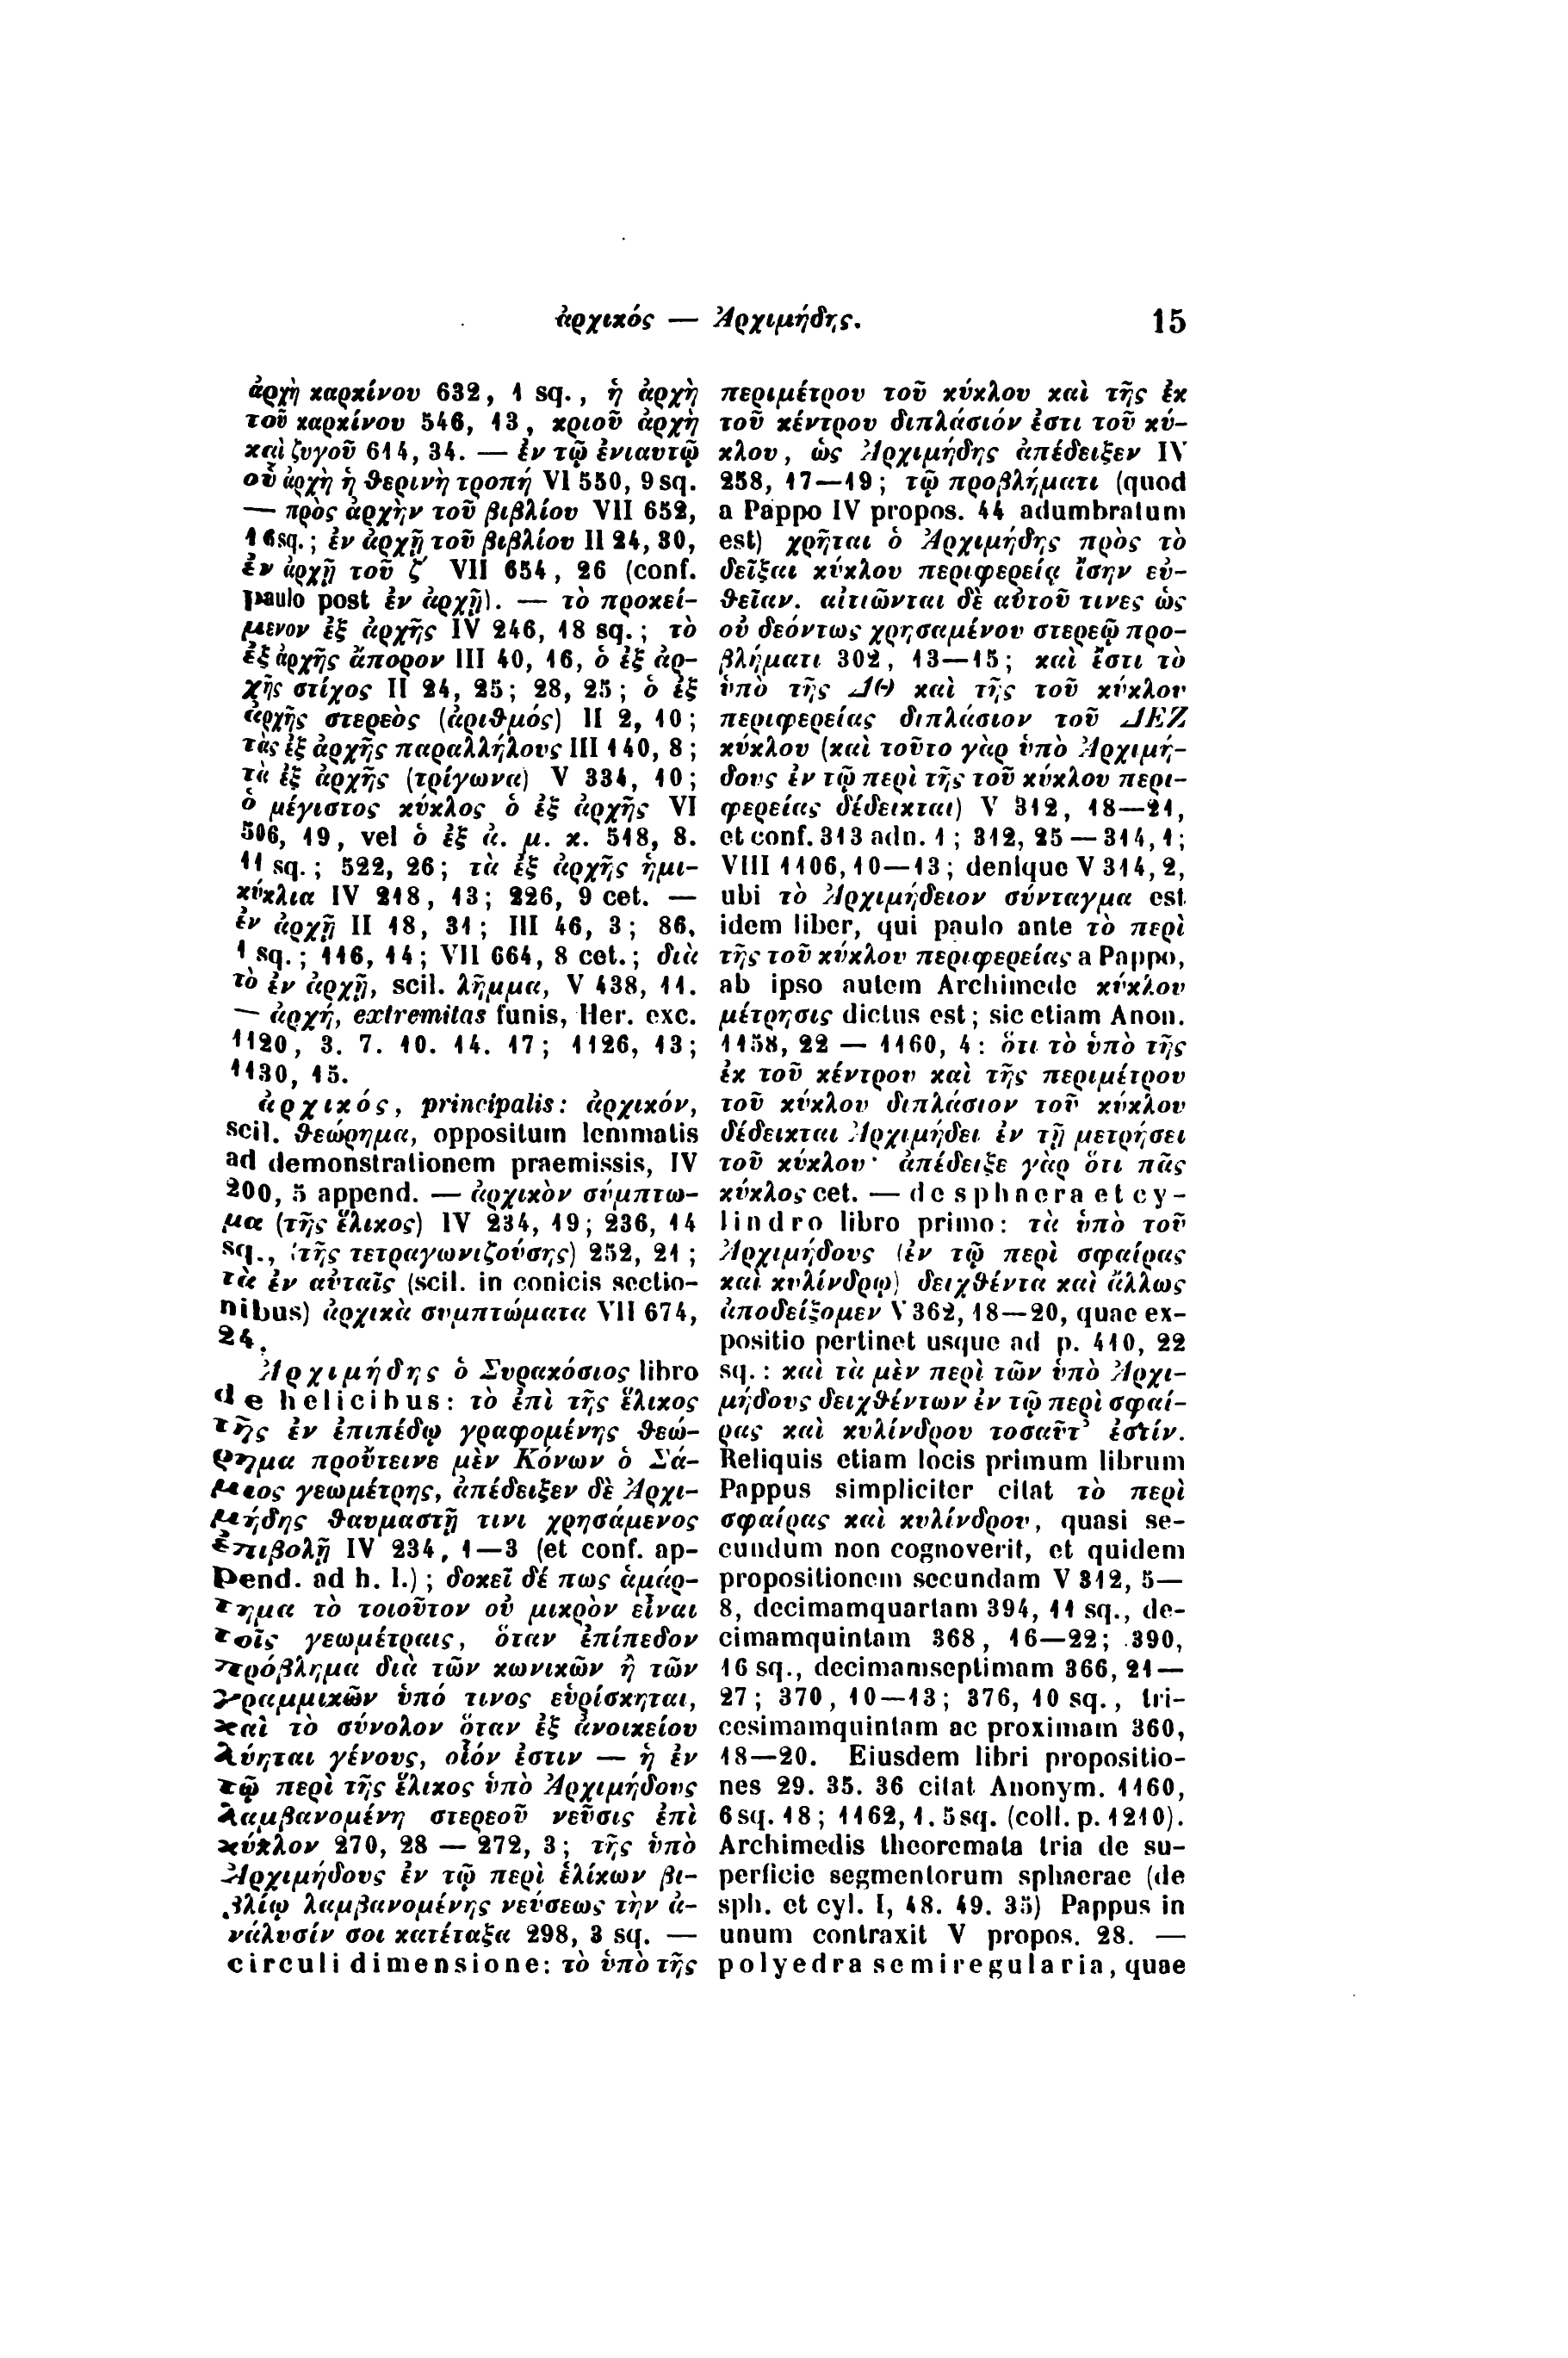 ἀρχικός — Ἀρχιμήδης. 15
ἀρχὴ καρκίνου 632, 1 sq., ἡ ἀρχὴ
τοῦ καρκίνου 546, 13, κριοῦ ἀρχὴ
καὶ ζυγοῦ 614, 34. — ἐν τῷ ἐνιαυτῷ
οὗ ἀρχὴ ἡ θερινὴ τροπή VI 550, 9 sq.
— πρὸς ἀρχὴν τοῦ βιβλίου VII 652,
16 sq.; ἐν ἀρχῇ τοῦ βιβλίου II 24, 30,
ἐν ἀρχῇ τοῦ ζʹ VII 654, 26 (conf.
paulo post ἐν ἀρχῇ). — τὸ προκεί-
μενον ἐξ ἀρχῆς IV 246, 18 sq.; τὸ
ἐξ ἀρχῆς ἄπορον III 40, 16, ὁ ἐξ ἀρ-
χῆς στίχος II 24, 25; 28, 25; ὁ ἐξ
ἀρχῆς στερεὸς (ἀριθμός) II 2, 10;
τὰς ἐξ ἀρχῆς παραλλήλους III 140, 8;
τὰ ἐξ ἀρχῆς (τρίγωνα) V 334, 10;
ὁ μέγιστος κύκλος ὁ ἐξ ἀρχῆς VI
506, 19, vel ὁ ἐξ ἀ. μ. κ. 518, 8.
11 sq.; 522, 26; τὰ ἐξ ἀρχῆς ἡμι-
κύκλια IV 218, 13; 226, 9 cet. —
ἐν ἀρχῇ II 18, 31; III 46, 3; 86,
1 sq.; 116, 14; VII 664, 8 cet.; διὰ
τὸ ἐν ἀρχῇ, scil. λῆμμα, V 438, 11.
— ἀρχή, extremitas funis, Her. exc.
1120, 3. 7. 10. 14. 17; 1126, 13;
1130, 15.
ἀρχικός, principalis: ἀρχικόν,
scil. θεώρημα, oppositum lemmatis
ad demonstrationem praemissis, IV
200, 5 append. — ἀρχικὸν σύμπτω-
μα (τῆς ἕλικος) IV 234, 19; 236, 14
sq., (τῆς τετραγωνιζούσης) 252, 21;
τὰ ἐν αὐταῖς (scil. in conicis sectio-
nibus) ἀρχικὰ συμπτώματα VII 674,
24.
Ἀρχιμήδης ὁ Συρακόσιος libro
de helicibus: τὸ ἐπὶ τῆς ἕλικος
τῆς ἐν ἐπιπέδῳ γραφομένης θεώ-
ρημα προὔτεινε μὲν Κόνων ὁ Σά-
μιος γεωμέτρης, ἀπέδειξεν δὲ Ἀρχι-
μήδης θαυμαστῇ τινι χρησάμενος
ἐπιβολῇ IV 234, 1—3 (et conf. ap-
pend. ad h. l.); δοκεῖ δέ πως ἁμάρ-
τημα τὸ τοιοῦτον οὐ μικρὸν εἶναι
τοῖς γεωμέτραις, ὅταν ἐπίπεδον
πρόβλημα διὰ τῶν κωνικῶν ἢ τῶν
γραμμικῶν ὑπό τινος εὑρίσκηται,
καὶ τὸ σύνολον ὅταν ἐξ ἀνοικείου
λύηται γένους, οἷόν ἐστιν — ἡ ἐν
τῷ περὶ τῆς ἕλικος ὑπὸ Ἀρχιμήδους
λαμβανομένη στερεοῦ νεῦσις ἐπὶ
κύκλον 270, 28 — 272, 3; τῆς ὑπὸ
Ἀρχιμήδους ἐν τῷ περὶ ἑλίκων βι-
βλίῳ λαμβανομένης νεύσεως τὴν ἀ-
νάλυσίν σοι κατέταξα 298, 3 sq. —
circuli dimensione: τὸ ὑπὸ τῆς
περιμέτρου τοῦ κύκλου καὶ τῆς ἐκ
τοῦ κέντρου διπλάσιόν ἐστι τοῦ κύ-
κλου, ὡς Ἀρχιμήδης ἀπέδειξεν IV
258, 17—19; τῷ προβλήματι (quod
a Pappo IV propos. 44 adumbratum
est) χρῆται ὁ Ἀρχιμήδης πρὸς τὸ
δεῖξαι κύκλου περιφερείᾳ ἴσην εὐ-
θεῖαν. αἰτιῶνται δὲ αὐτοῦ τινες ὡς
οὐ δεόντως χρησαμένου στερεῷ προ-
βλήματι 302, 13—15; καὶ ἔστι τὸ
ὑπὸ τῆς ΔΘ καὶ τῆς τοῦ κύκλου
περιφερείας διπλάσιον τοῦ ΔΕΖ
κύκλου (καὶ τοῦτο γὰρ ὑπὸ Ἀρχιμή-
δους ἐν τῷ περὶ τῆς τοῦ κύκλου περι-
φερείας δέδεικται) V 312, 18—21,
et conf. 313 adn. 1; 312, 25 — 314, 1;
VIII 1106, 10—13; denique V 314, 2,
ubi τὸ Ἀρχιμήδειον σύνταγμα est
idem liber, qui paulo ante τὸ περὶ
τῆς τοῦ κύκλου περιφερείας a Pappo,
ab ipso autem Archimede κύκλου
μέτρησις dictus est; sic etiam Anon.
1158, 22 — 1160, 4: ὅτι τὸ ὑπὸ τῆς
ἐκ τοῦ κέντρου καὶ τῆς περιμέτρου
τοῦ κύκλου διπλάσιον τοῦ κύκλου
δέδεικται Ἀρχιμήδει ἐν τῇ μετρήσει
τοῦ κύκλου· ἀπέδειξε γὰρ ὅτι πᾶς
κύκλος cet. — de sphaera et cy-
lindro libro primo: τὰ ὑπὸ τοῦ
Ἀρχιμήδους (ἐν τῷ περὶ σφαίρας
καὶ κυλίνδρῳ) δειχθέντα καὶ ἄλλως
ἀποδείξομεν V 362, 18—20, quae ex-
positio pertinet usque ad p. 410, 22
sq.: καὶ τὰ μὲν περὶ τῶν ὑπὸ Ἀρχι-
μήδους δειχθέντων ἐν τῷ περὶ σφαί-
ρας καὶ κυλίνδρου τοσαῦτ᾽ ἐστίν.
Reliquis etiam locis primum librum
Pappus simpliciter citat τὸ περὶ
σφαίρας καὶ κυλίνδρου, quasi se-
cundum non cognoverit, et quidem
propositionem secundam V 312, 5—
8, decimamquartam 394, 11 sq., de-
cimamquintam 368, 16—22; 390,
16 sq., decimamseptimam 366, 21—
27; 370, 10—13; 376, 10 sq., tri-
cesimamquintam ac proximam 360,
18—20. Eiusdem libri propositio-
nes 29. 35. 36 citat Anonym. 1160,
6 sq. 18; 1162, 1. 5 sq. (coll. p. 1210).
Archimedis theoremata tria de su-
perficie segmentorum sphaerae (de
sph. et cyl. I, 48. 49. 35) Pappus in
unum contraxit V propos. 28. —
polyedra semiregularia, quae